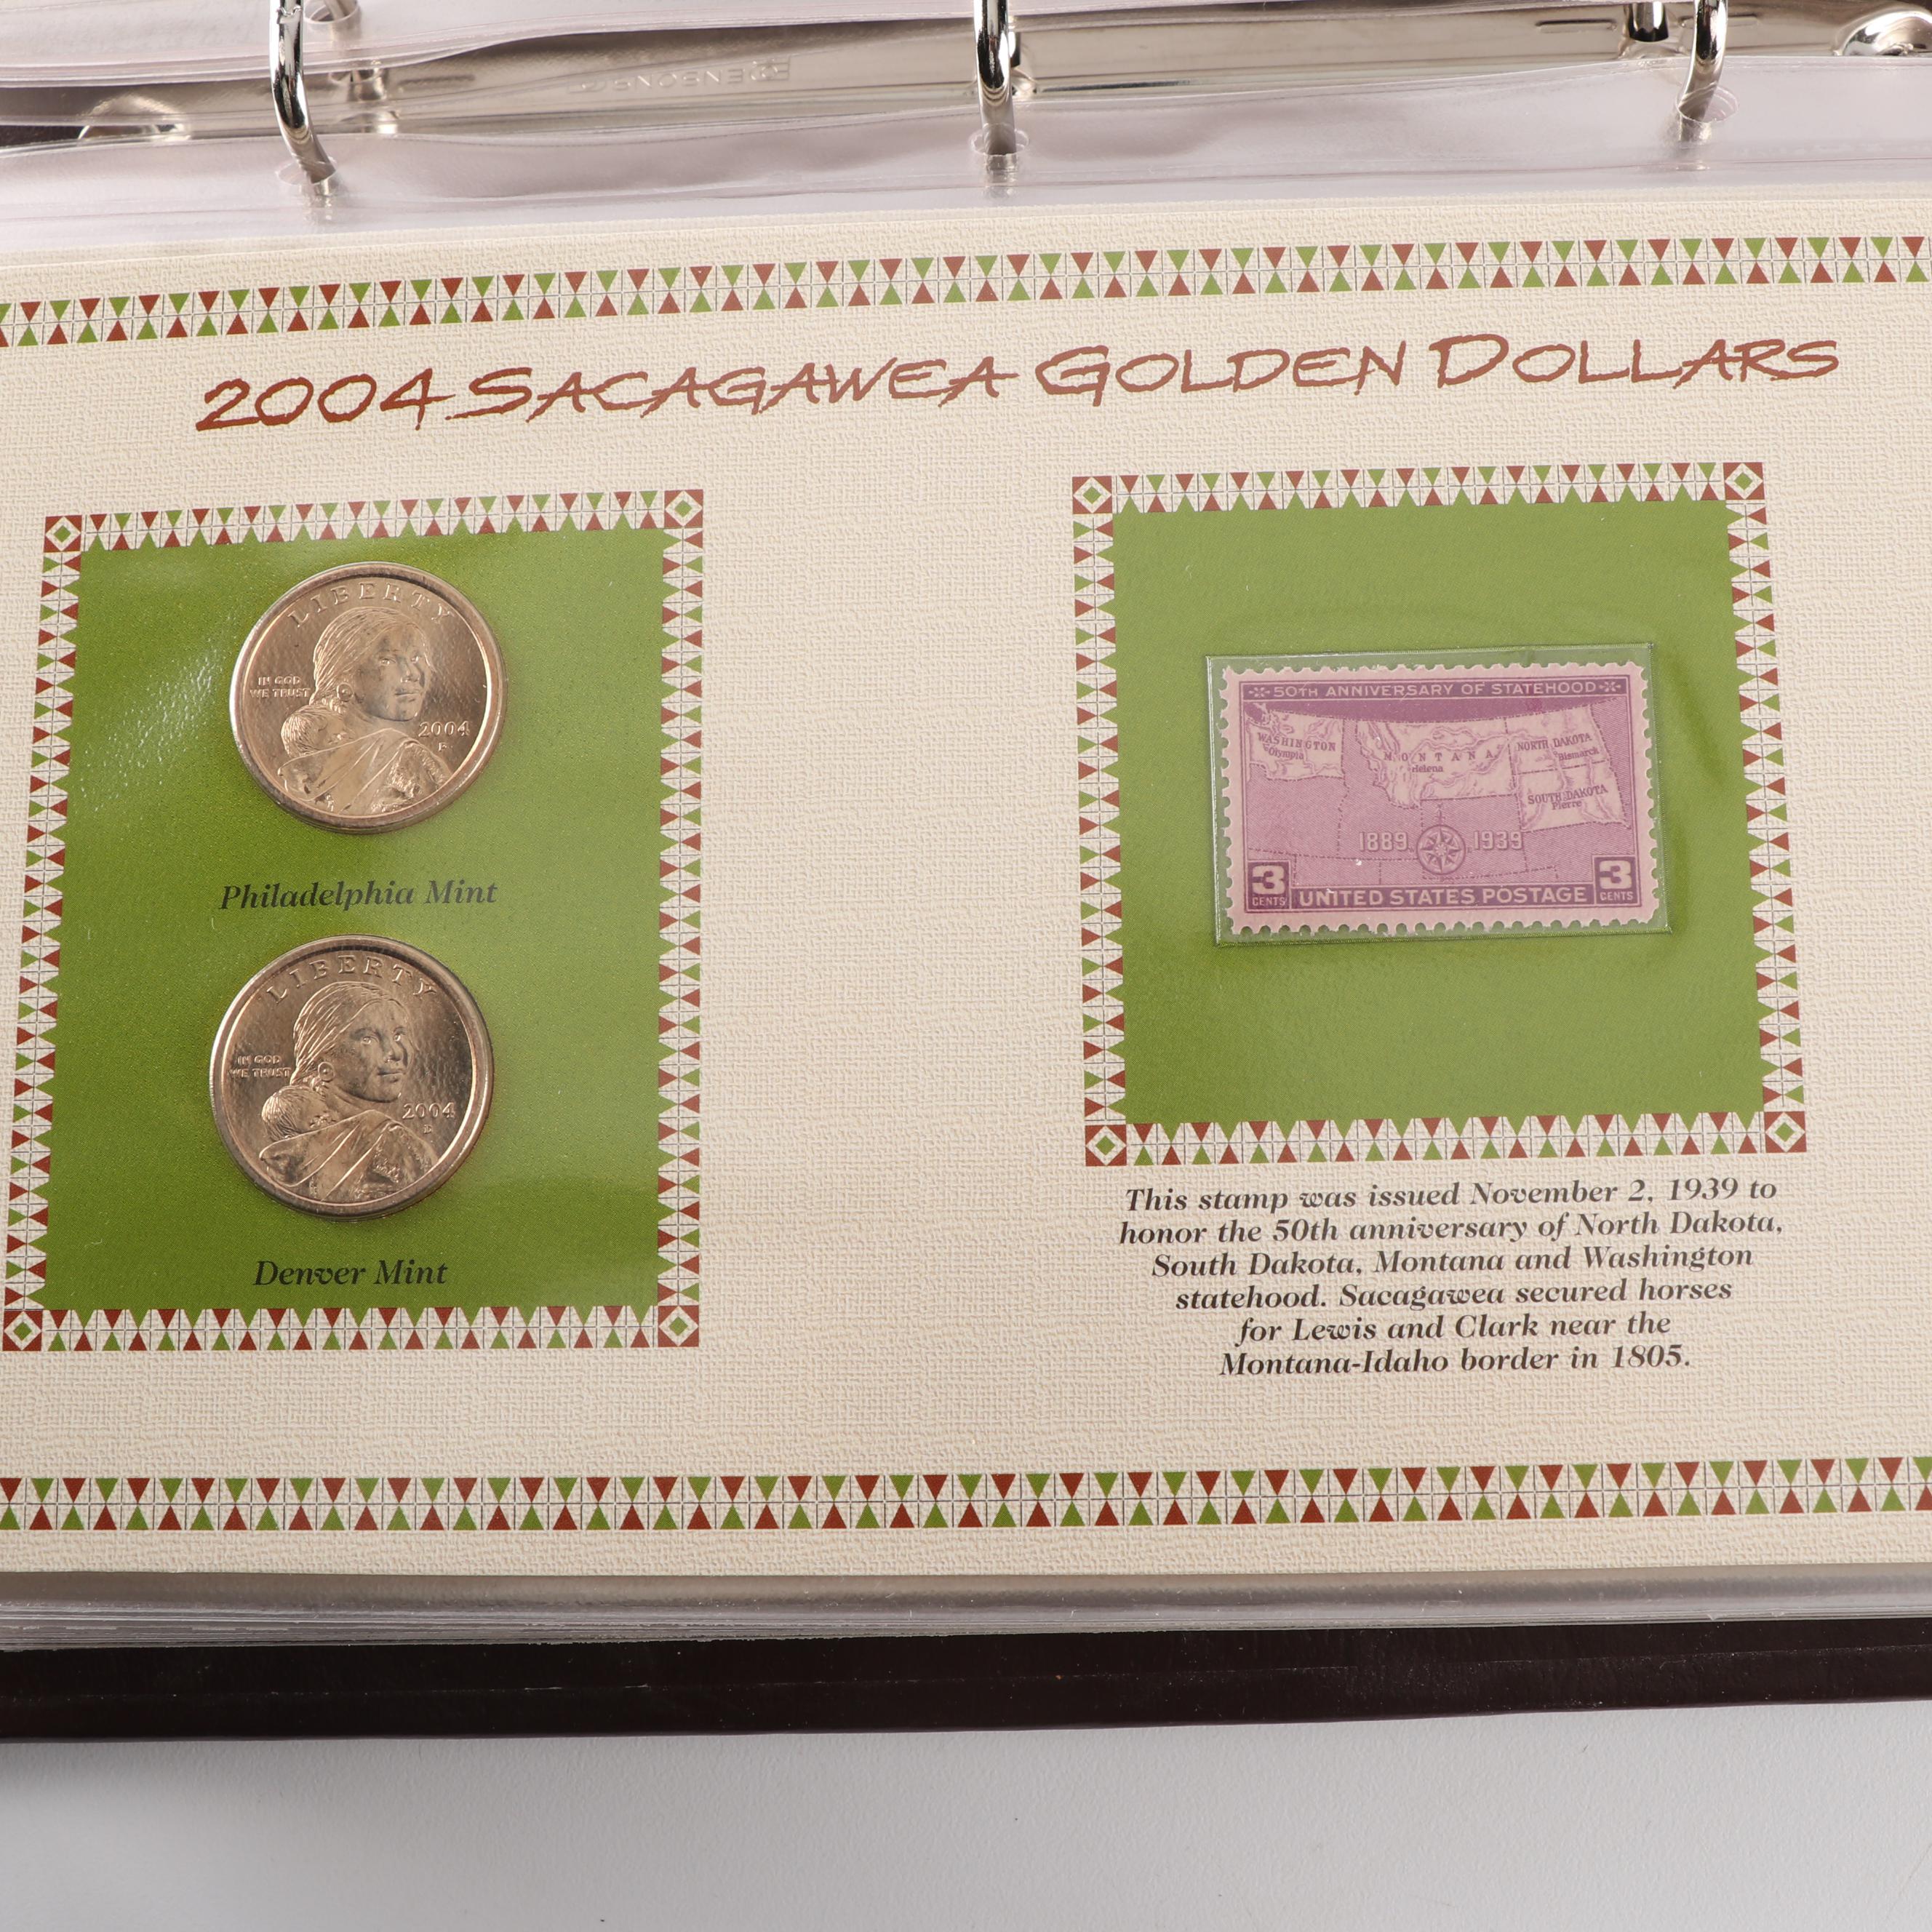 2004 SACAGAWEA GOLDEN DOLLARS
LIBERTY
IN GOD
WE TRUST
2004
P
Philadelphia Mint
LIBERTY
IN GOD
WE TRUST
2004
D
Denver Mint
50TH ANNIVERSARY OF STATEHOOD
WASHINGTON
Olympia
MONTANA
Helena
NORTH DAKOTA
Bismarck
SOUTH DAKOTA
Pierre
1889 1939
3 CENTS UNITED STATES POSTAGE 3 CENTS
This stamp was issued November 2, 1939 to
honor the 50th anniversary of North Dakota,
South Dakota, Montana and Washington
statehood. Sacagawea secured horses
for Lewis and Clark near the
Montana-Idaho border in 1805.